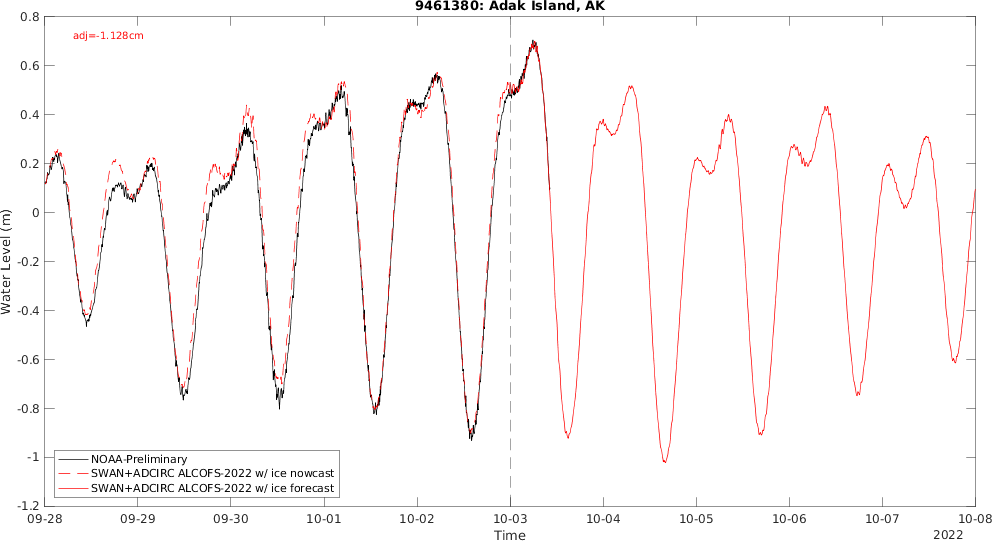 9461380: Adak Island, AK
adj=-1.128cm
Water Level (m)
0.8
0.6
0.4
0.2
0
-0.2
-0.4
-0.6
-0.8
-1
-1.2
NOAA-Preliminary
SWAN+ADCIRC ALCOFS-2022 w/ ice nowcast
SWAN+ADCIRC ALCOFS-2022 w/ ice forecast
09-28 09-29 09-30 10-01 10-02 10-03 10-04 10-05 10-06 10-07 10-08
Time
2022